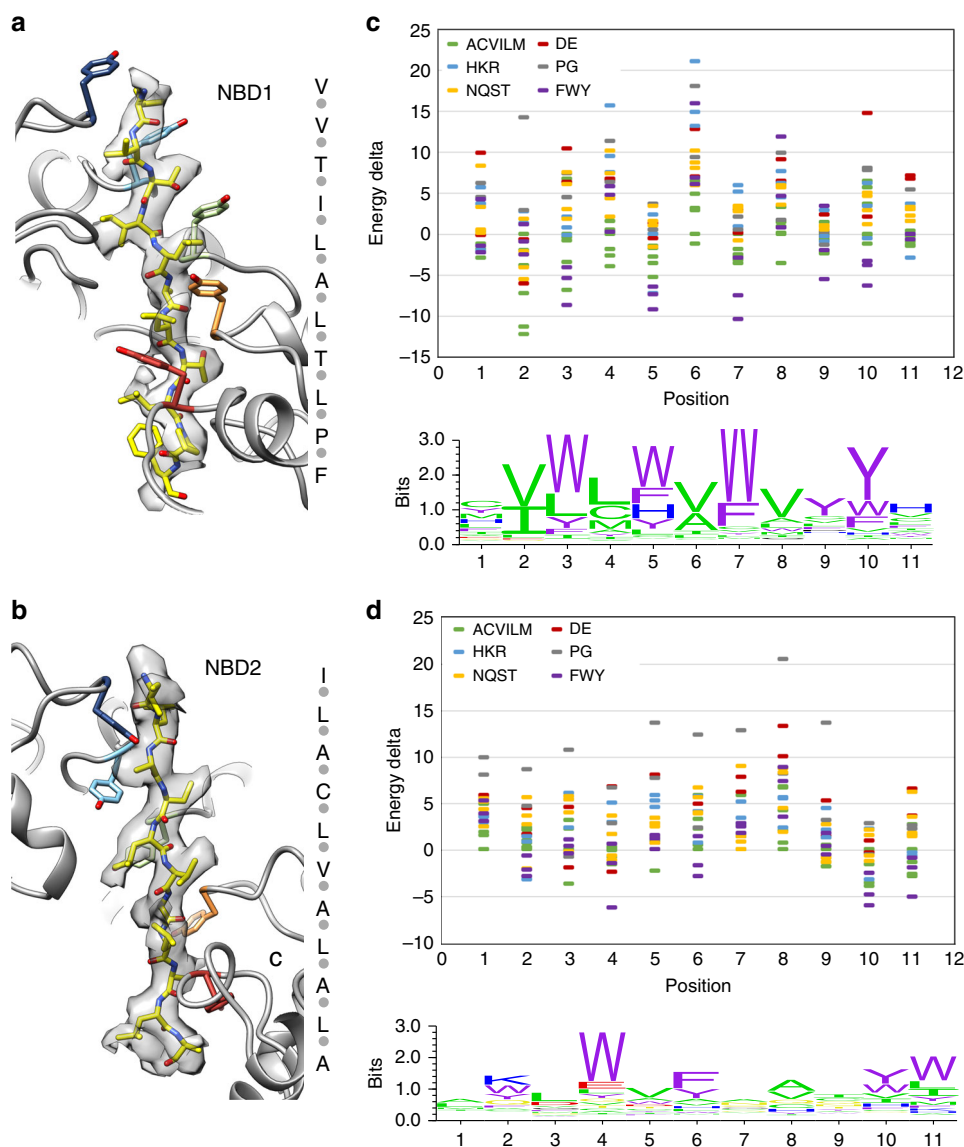 a
NBD1
V
V
T
I
L
A
L
T
L
P
F
c
ACVILM
DE
HKR
PG
NQST
FWY
Energy delta
25
20
15
10
5
0
−5
−10
−15
0 1 2 3 4 5 6 7 8 9 10 11 12
Position
Bits
3.0
2.0
1.0
0.0
1 2 3 4 5 6 7 8 9 10 11
b
NBD2
C
I
L
A
C
L
V
A
L
A
L
A
d
ACVILM
DE
HKR
PG
NQST
FWY
Energy delta
25
20
15
10
5
0
−5
−10
0 1 2 3 4 5 6 7 8 9 10 11 12
Position
Bits
3.0
2.0
1.0
0.0
1 2 3 4 5 6 7 8 9 10 11